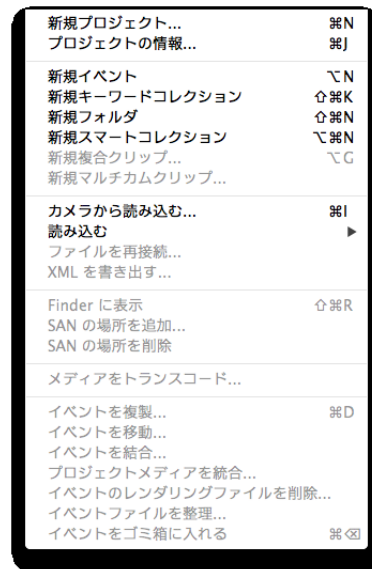 新規プロジェクト... ⌘N
プロジェクトの情報... ⌘J
新規イベント ⌥N
新規キーワードコレクション ⇧⌘K
新規フォルダ ⇧⌘N
新規スマートコレクション ⌥⌘N
新規複合クリップ... ⌥G
新規マルチカムクリップ...
カメラから読み込む... ⌘I
読み込む ▶
ファイルを再接続...
XML を書き出す...
Finder に表示 ⇧⌘R
SAN の場所を追加...
SAN の場所を削除
メディアをトランスコード...
イベントを複製... ⌘D
イベントを移動...
イベントを結合...
プロジェクトメディアを統合...
イベントのレンダリングファイルを削除...
イベントファイルを整理...
イベントをゴミ箱に入れる ⌘⌫